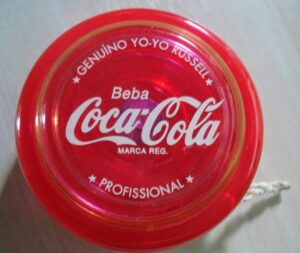 ★ GENUÍNO YO-YO RUSSELL ★
Beba
Coca-Cola
MARCA REG.
★ PROFISSIONAL ★